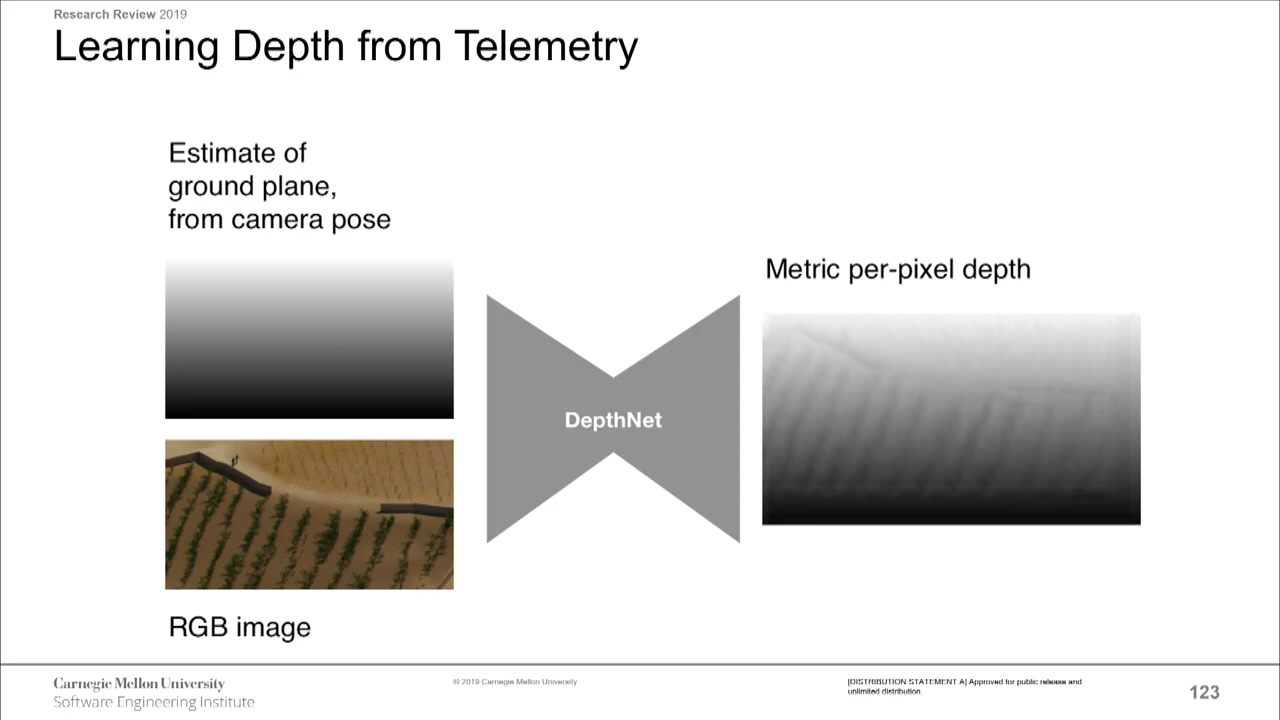 Research Review 2019
Learning Depth from Telemetry
Estimate of
ground plane,
from camera pose
Metric per-pixel depth
DepthNet
RGB image
Carnegie Mellon University
Software Engineering Institute
© 2019 Carnegie Mellon University
[DISTRIBUTION STATEMENT A] Approved for public release and
unlimited distribution.
123